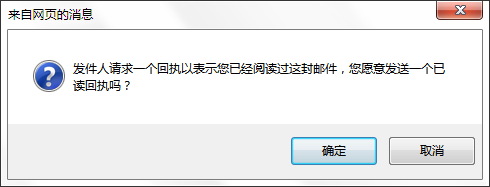 来自网页的消息
发件人请求一个回执以表示您已经阅读过这封邮件，您愿意发送一个已
读回执吗？
确定
取消